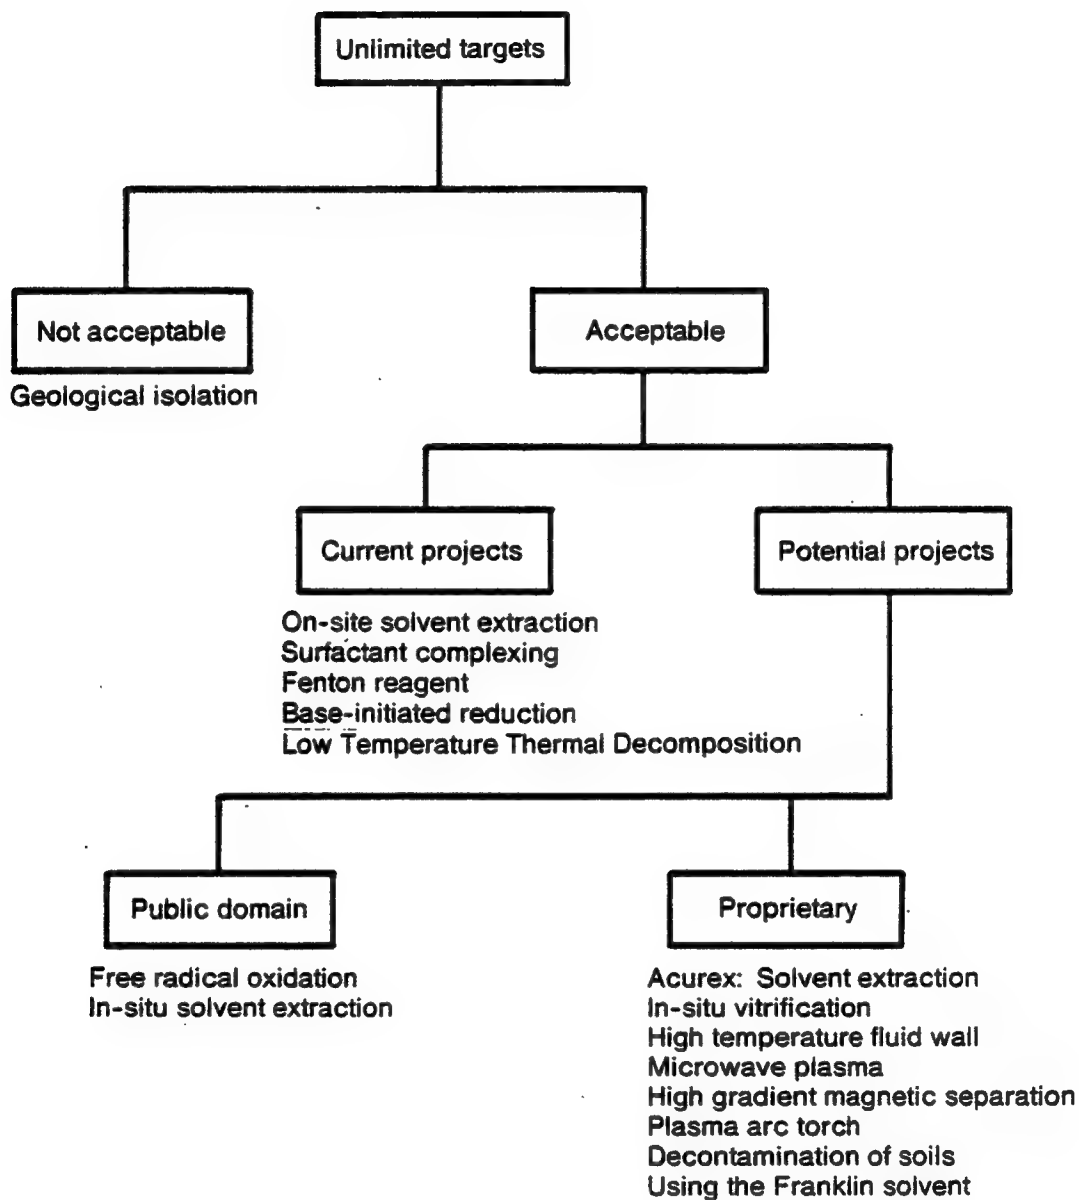 Unlimited targets
Not acceptable
Acceptable
Geological isolation
Current projects
Potential projects
On-site solvent extraction
Surfactant complexing
Fenton reagent
Base-initiated reduction
Low Temperature Thermal Decomposition
Public domain
Proprietary
Free radical oxidation
In-situ solvent extraction
Acurex: Solvent extraction
In-situ vitrification
High temperature fluid wall
Microwave plasma
High gradient magnetic separation
Plasma arc torch
Decontamination of soils
Using the Franklin solvent